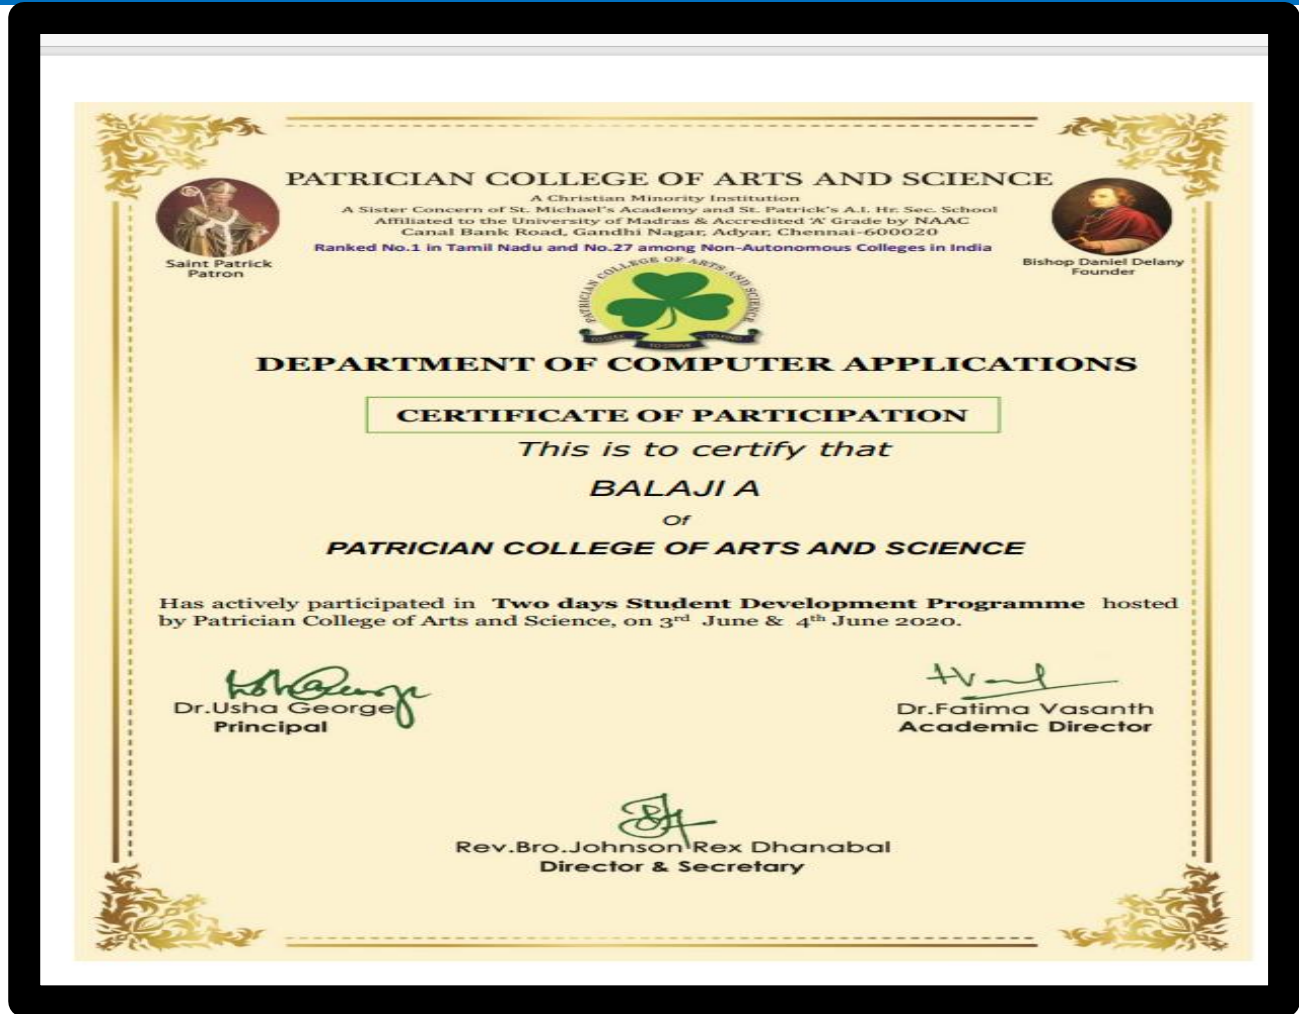 PATRICIAN COLLEGE OF ARTS AND SCIENCE
A Christian Minority Institution
A Sister Concern of St. Michael's Academy and St. Patrick's A.I. Hr. Sec. School
Affiliated to the University of Madras & Accredited 'A' Grade by NAAC
Canal Bank Road, Gandhi Nagar, Adyar, Chennai-600020
Ranked No.1 in Tamil Nadu and No.27 among Non-Autonomous Colleges in India
Saint Patrick
Patron
Bishop Daniel Delany
Founder
PATRICIAN COLLEGE OF ARTS AND SCIENCE
TO SEEK TO STRIVE TO FIND
DEPARTMENT OF COMPUTER APPLICATIONS
CERTIFICATE OF PARTICIPATION
This is to certify that
BALAJI A
Of
PATRICIAN COLLEGE OF ARTS AND SCIENCE
Has actively participated in Two days Student Development Programme hosted
by Patrician College of Arts and Science, on 3rd June & 4th June 2020.
Dr.Usha George
Principal
Dr.Fatima Vasanth
Academic Director
Rev.Bro.Johnson Rex Dhanabal
Director & Secretary